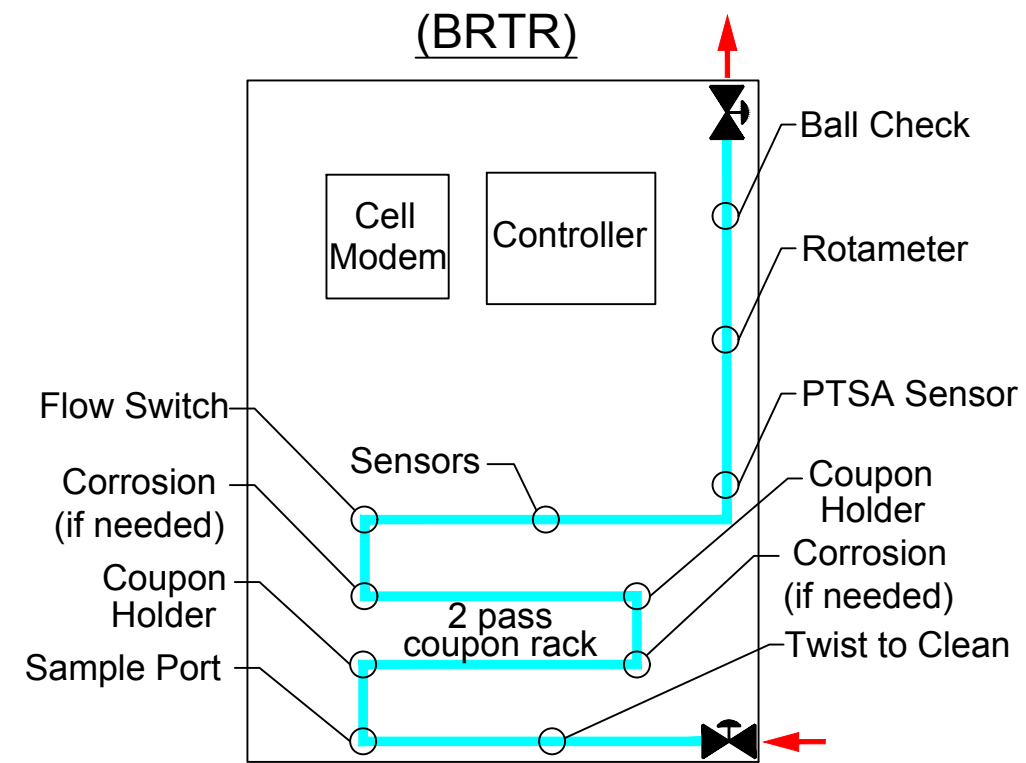 (BRTR)
Ball Check
Cell
Modem
Controller
Rotameter
PTSA Sensor
Flow Switch
Sensors
Coupon
Holder
Corrosion
(if needed)
Corrosion
(if needed)
Coupon
Holder
2 pass
coupon rack
Twist to Clean
Sample Port